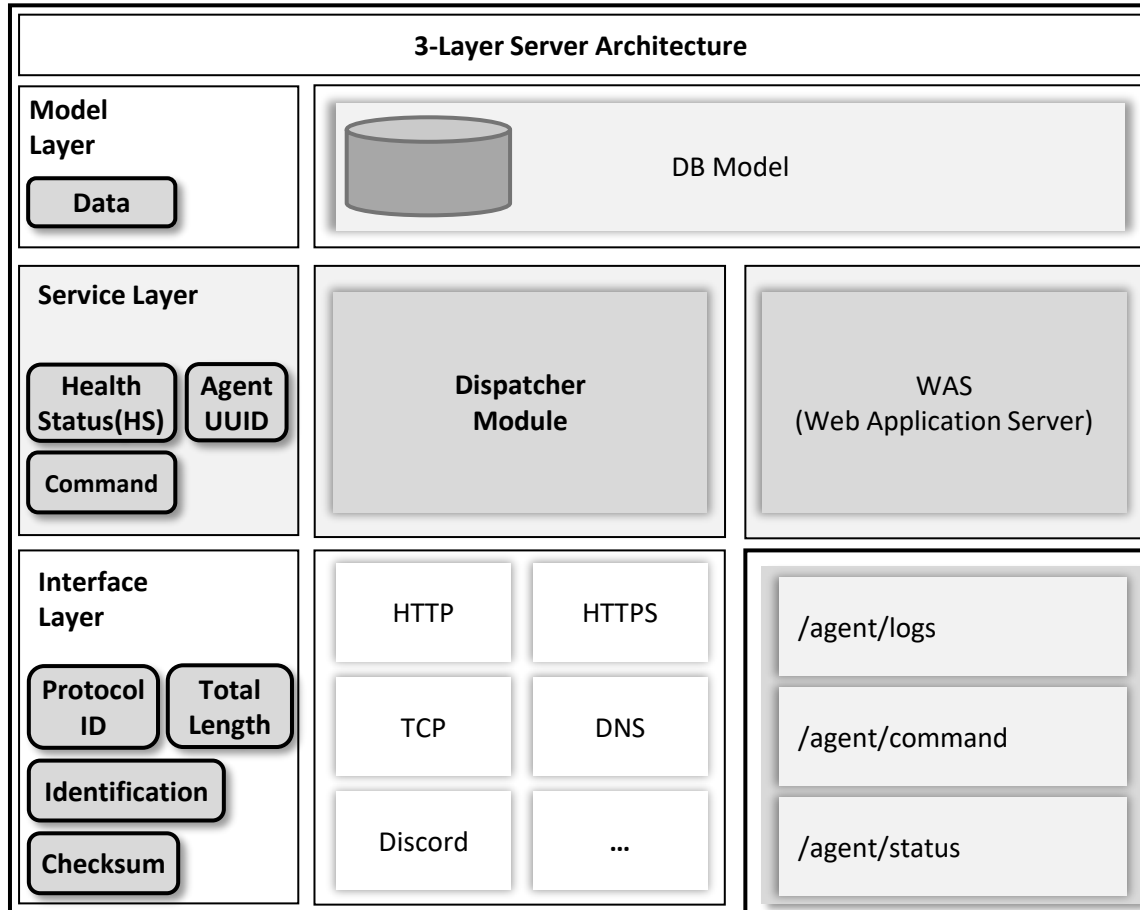 3-Layer Server Architecture
Model
Layer
Data
DB Model
Service Layer
Health
Status(HS)
Agent
UUID
Command
Dispatcher
Module
WAS
(Web Application Server)
Interface
Layer
Protocol
ID
Total
Length
Identification
Checksum
HTTP
HTTPS
TCP
DNS
Discord
...
/agent/logs
/agent/command
/agent/status